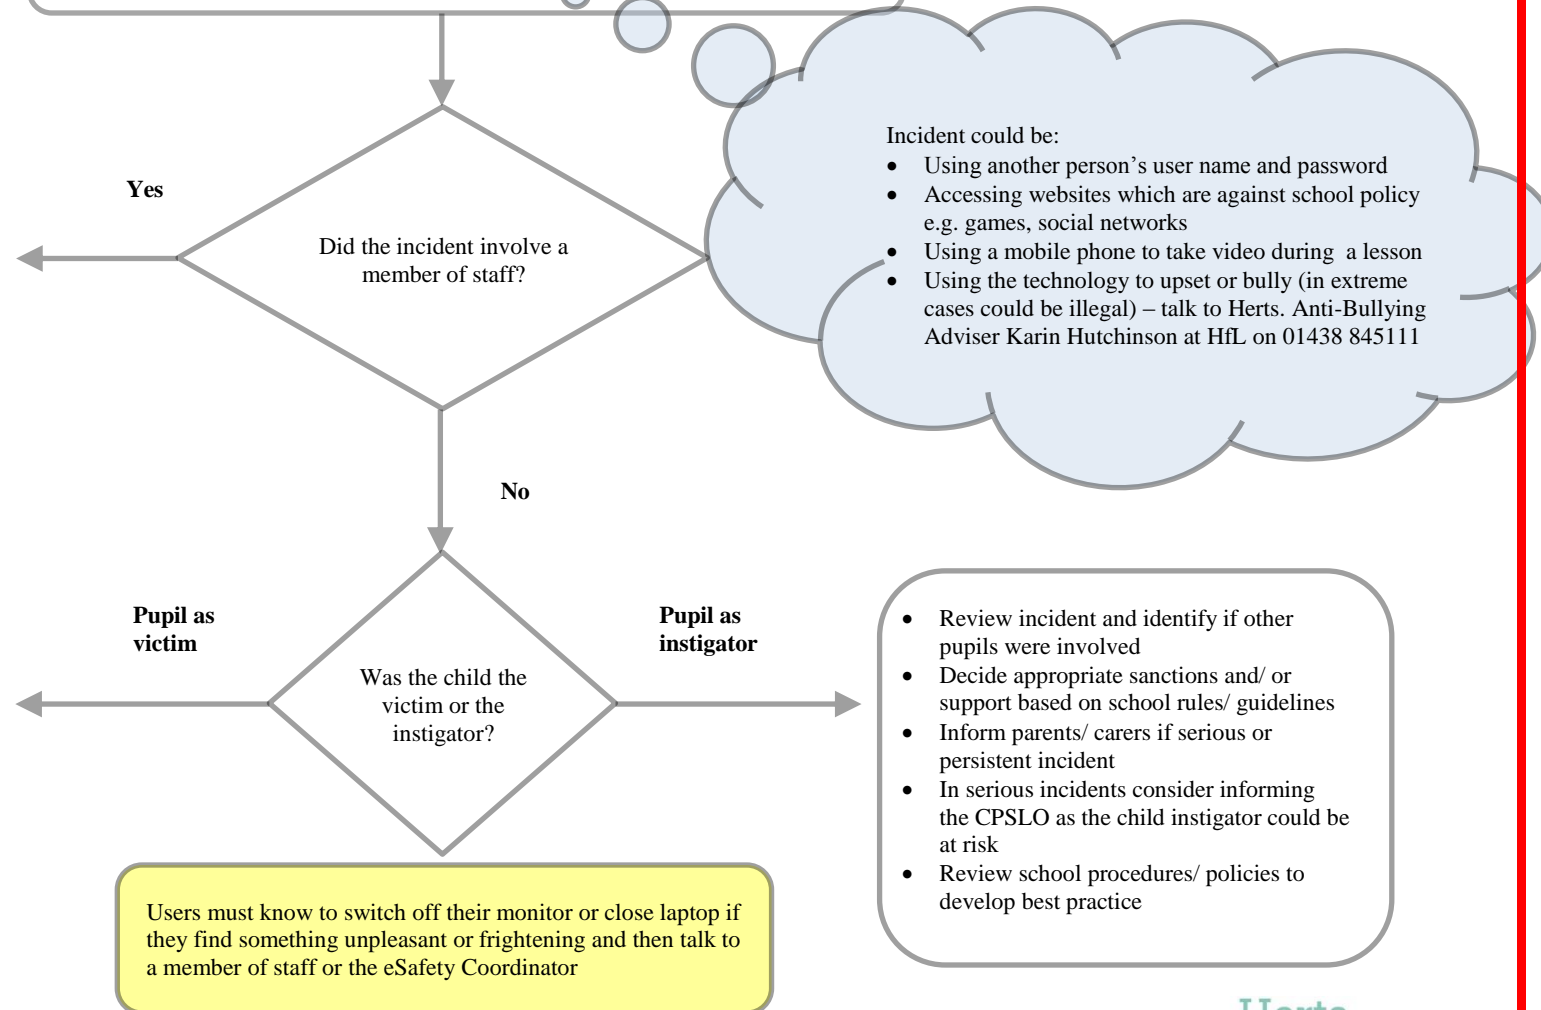 Incident could be:
• Using another person’s user name and password
• Accessing websites which are against school policy
e.g. games, social networks
• Using a mobile phone to take video during  a lesson
• Using the technology to upset or bully (in extreme
cases could be illegal) – talk to Herts. Anti-Bullying
Adviser Karin Hutchinson at HfL on 01438 845111
Yes
Did the incident involve a
member of staff?
No
Pupil as
victim
Pupil as
instigator
Was the child the
victim or the
instigator?
• Review incident and identify if other
pupils were involved
• Decide appropriate sanctions and/ or
support based on school rules/ guidelines
• Inform parents/ carers if serious or
persistent incident
• In serious incidents consider informing
the CPSLO as the child instigator could be
at risk
• Review school procedures/ policies to
develop best practice
Users must know to switch off their monitor or close laptop if
they find something unpleasant or frightening and then talk to
a member of staff or the eSafety Coordinator